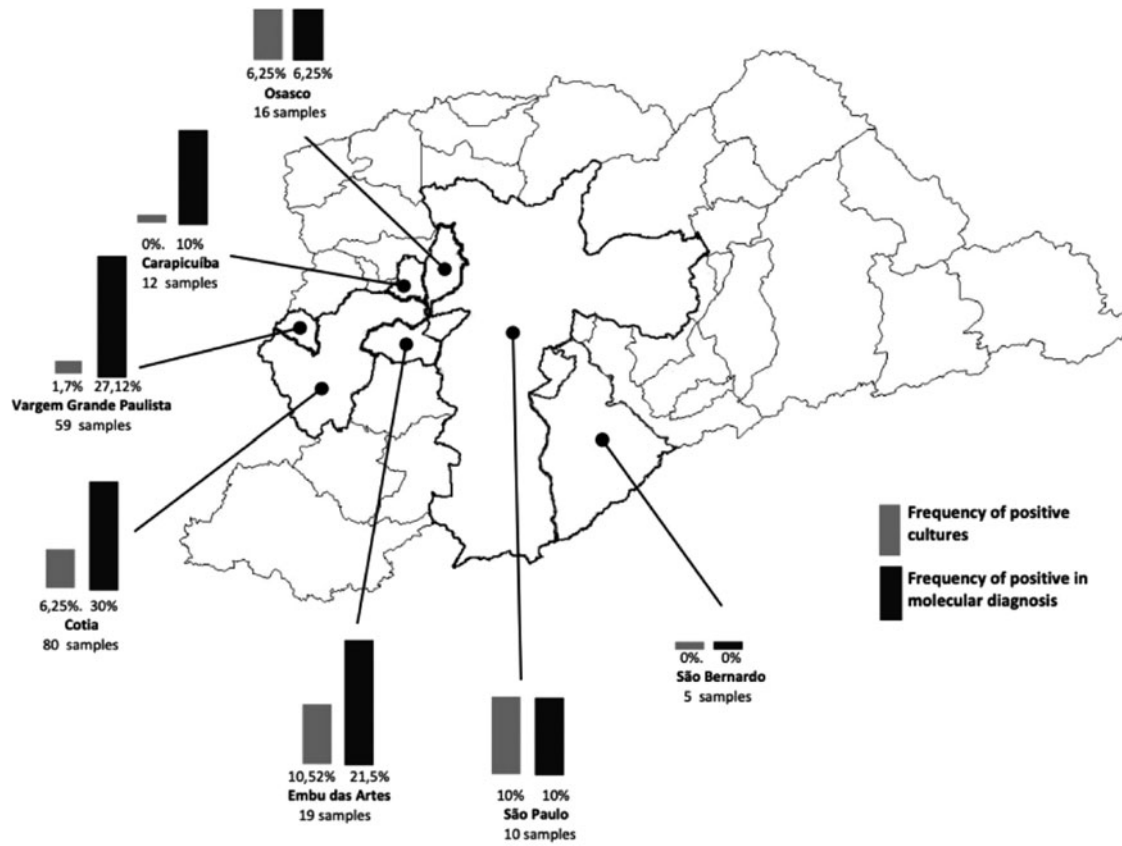 6,25% 6,25%
Osasco
16 samples
0%. 10%
Carapicuíba
12 samples
1,7% 27,12%
Vargem Grande Paulista
59 samples
6,25%. 30%
Cotia
80 samples
10,52% 21,5%
Embu das Artes
19 samples
10% 10%
São Paulo
10 samples
0%. 0%
São Bernardo
5 samples
Frequency of positive
cultures
Frequency of positive in
molecular diagnosis